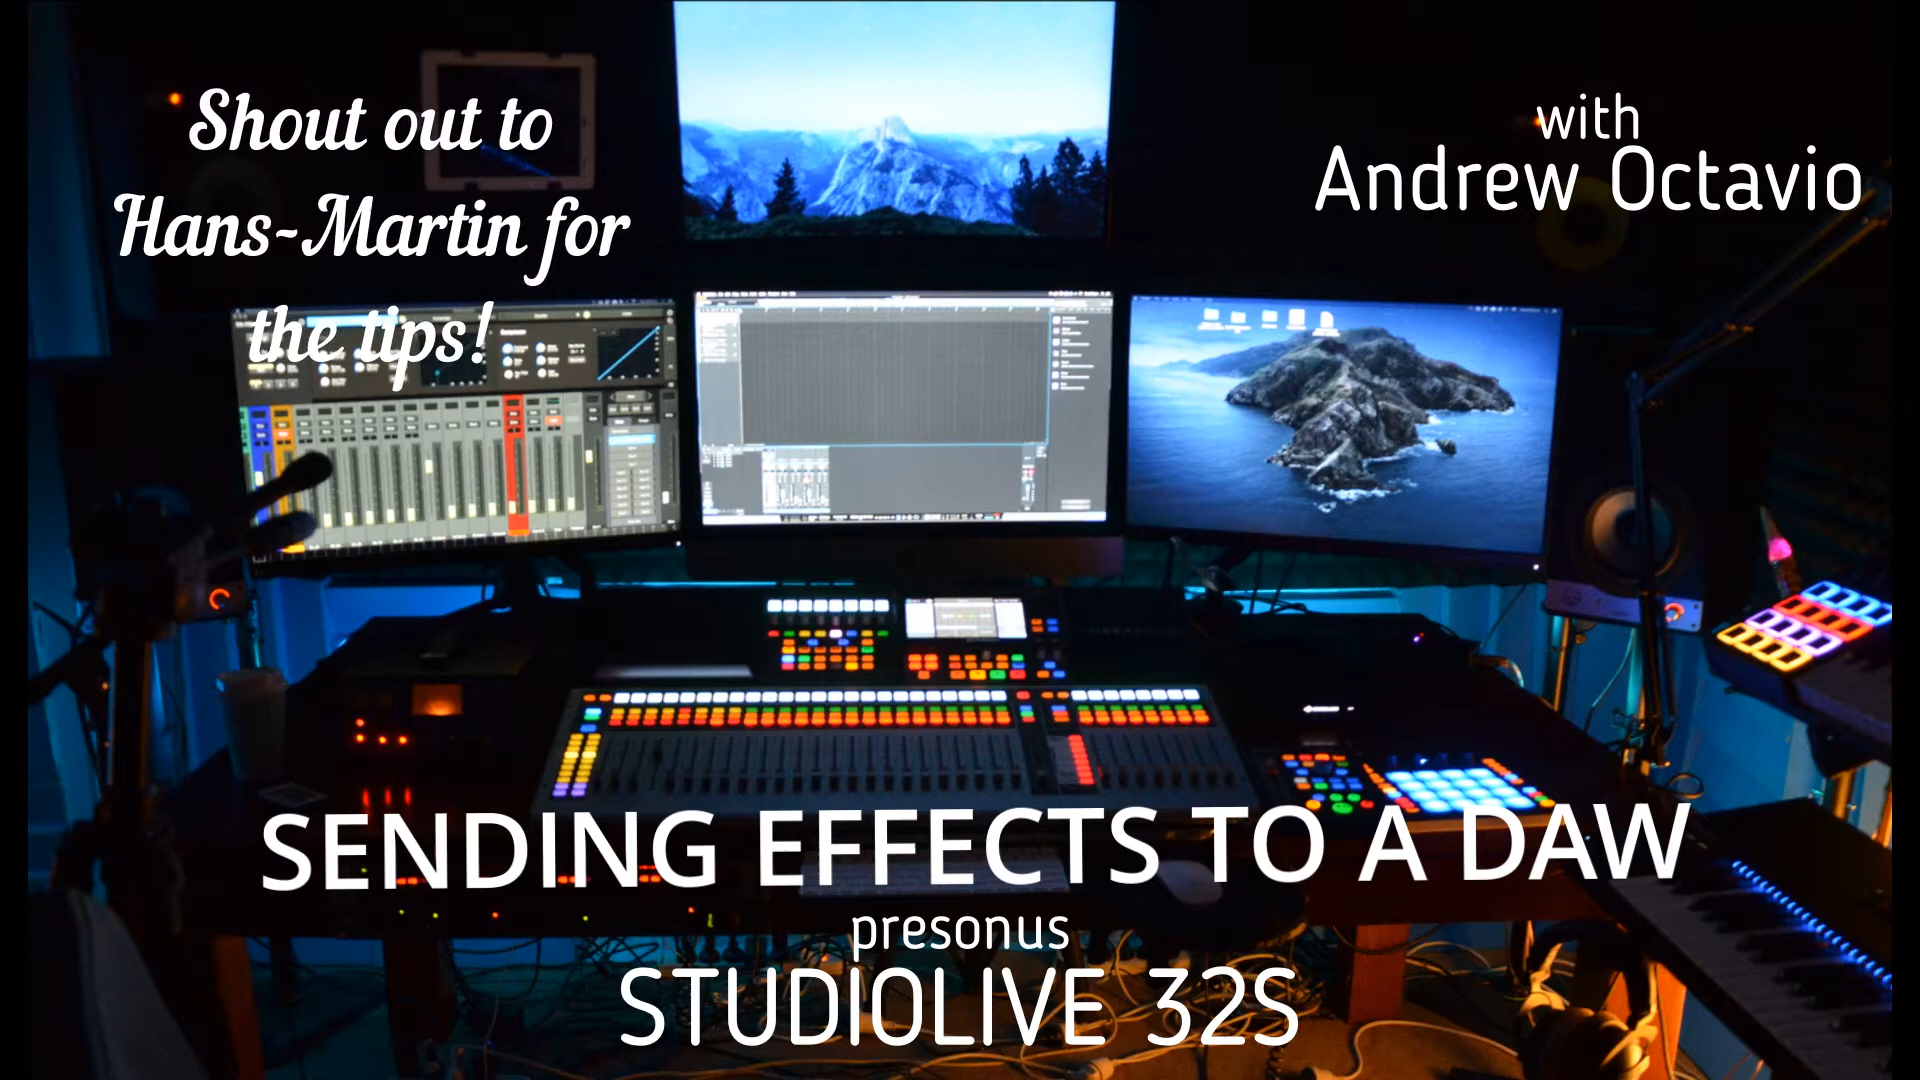 Shout out to
Hans-Martin for
the tips!
with
Andrew Octavio
SENDING EFFECTS TO A DAW
presonus
STUDIOLIVE 32S